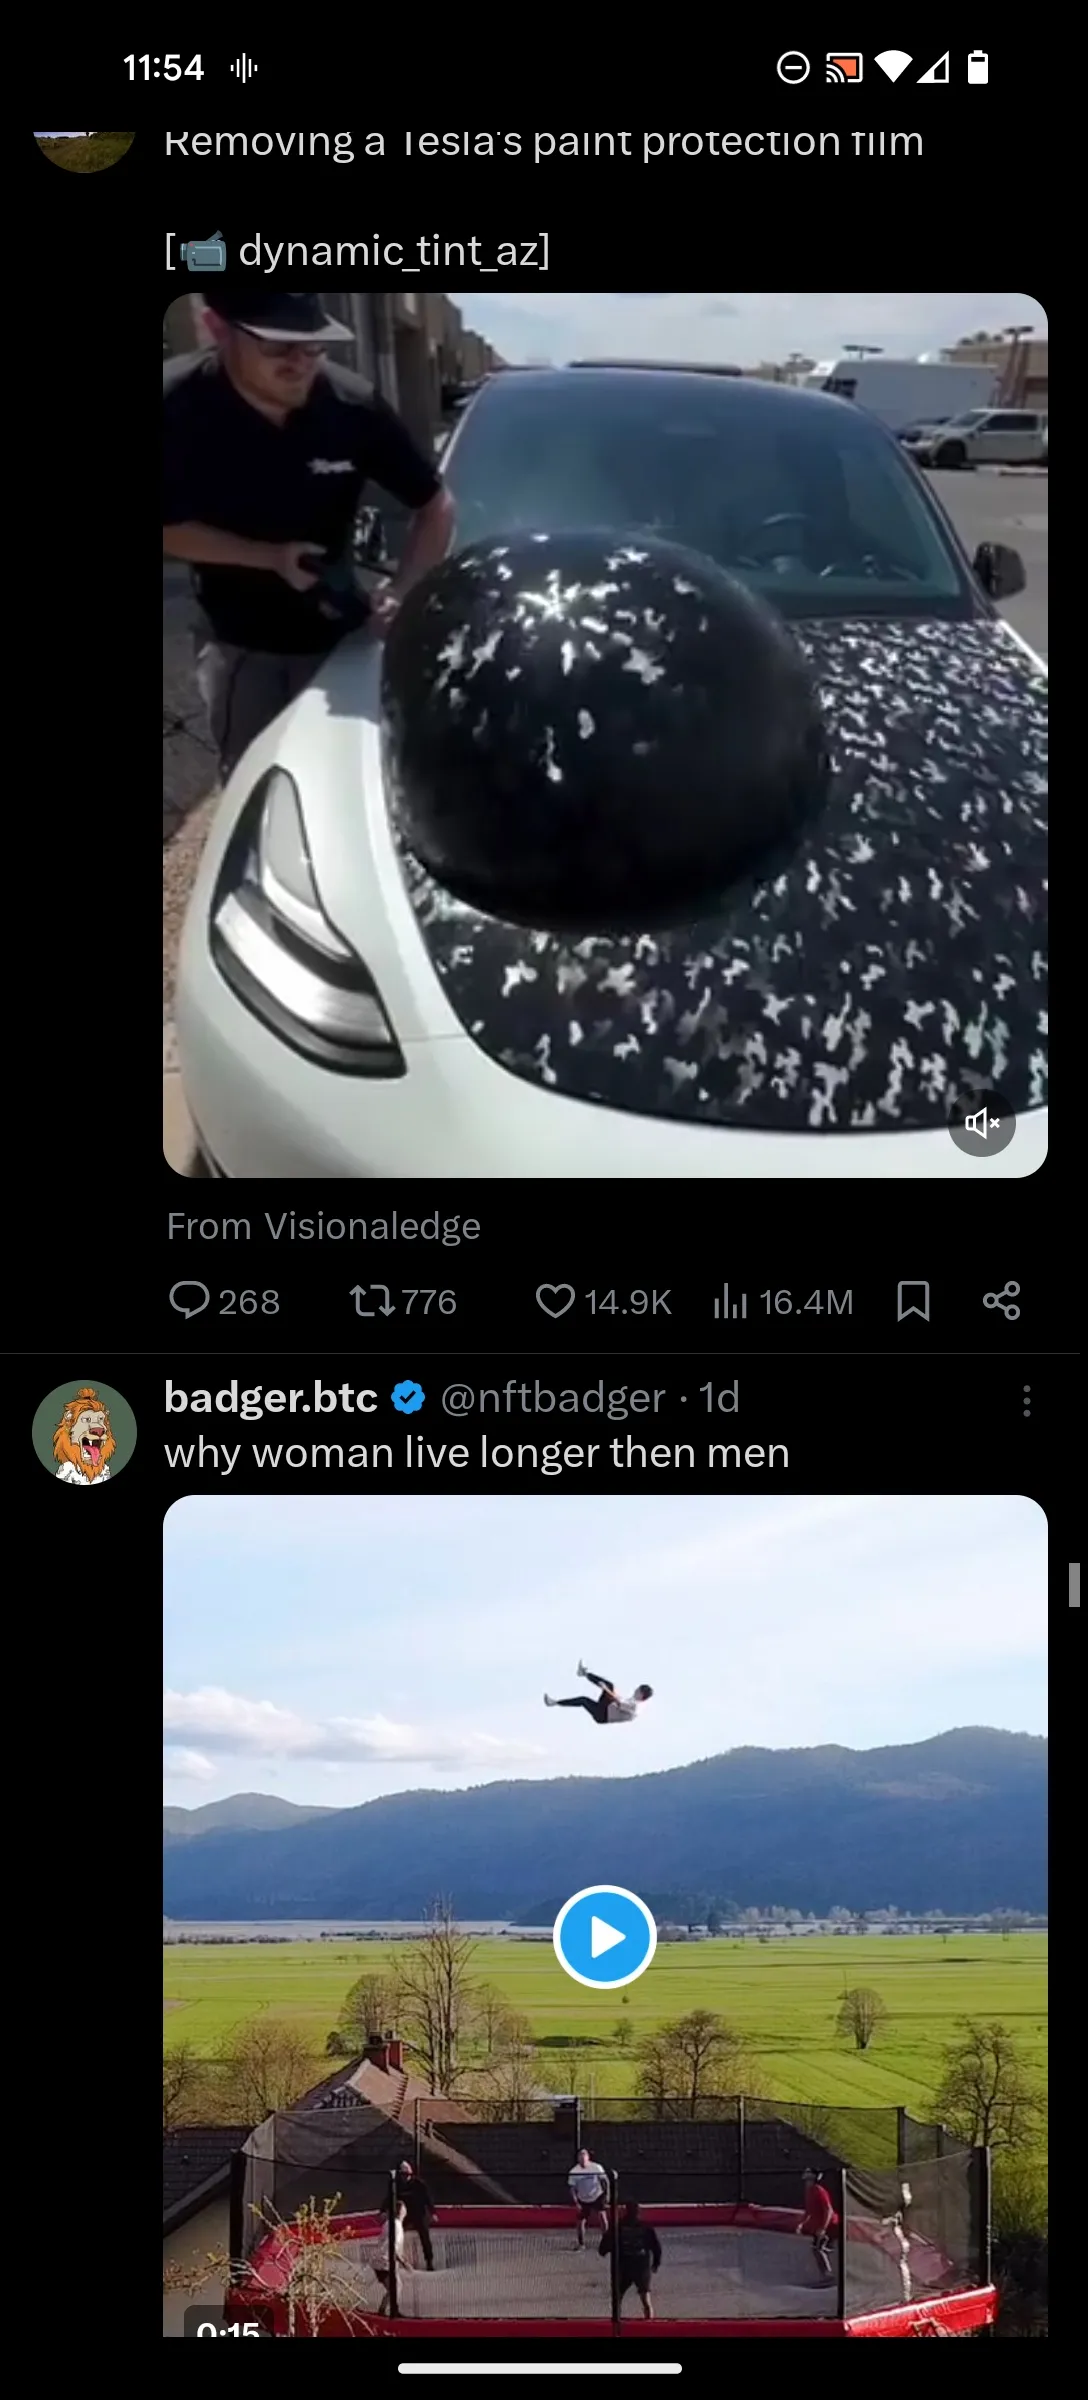 11:54
Removing a Tesla's paint protection film
[📹 dynamic_tint_az]
From Visionaledge
268 776 14.9K 16.4M
badger.btc @nftbadger · 1d
why woman live longer then men
0:15